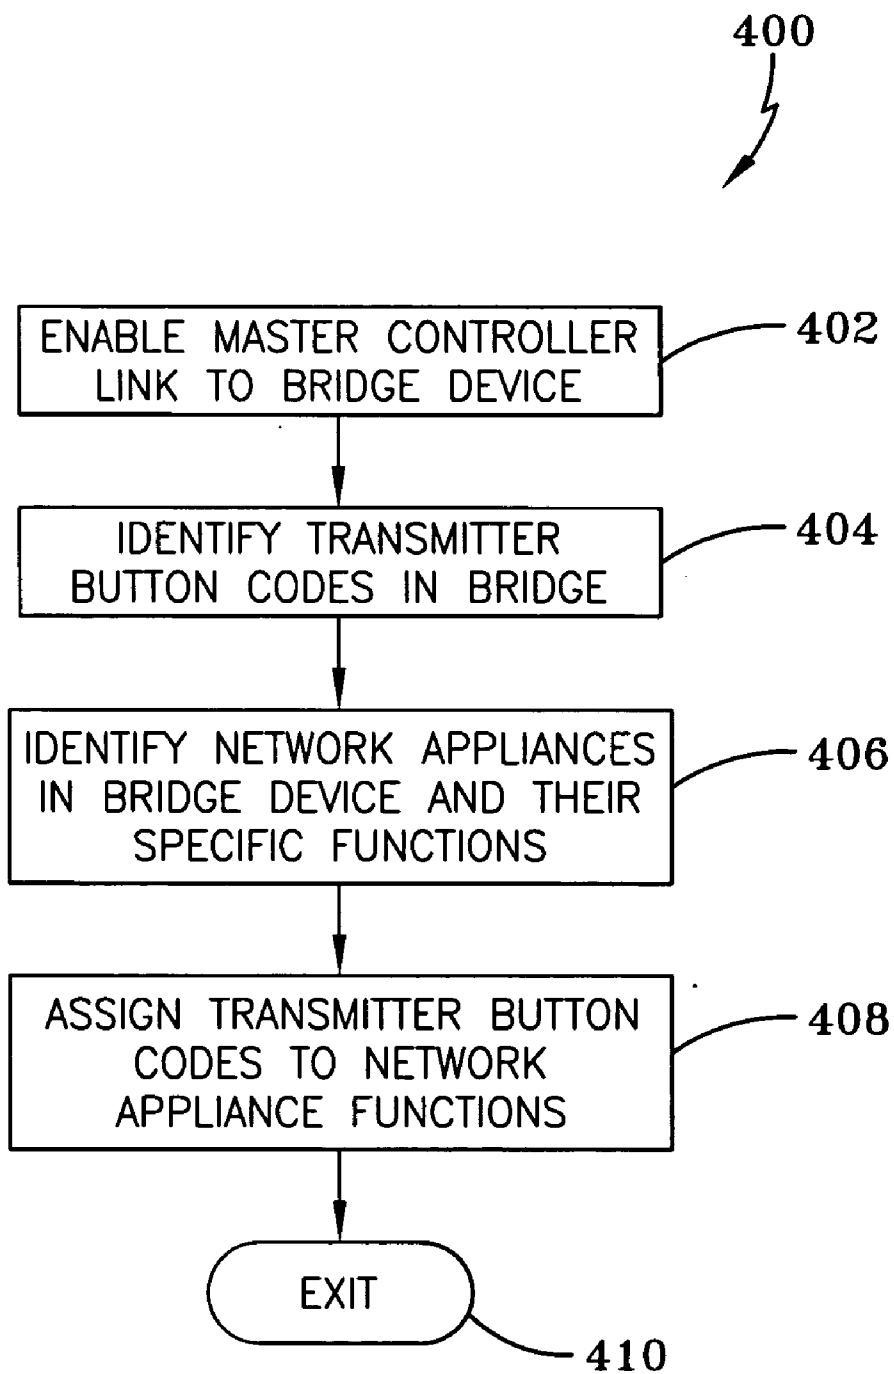 400
ENABLE MASTER CONTROLLER
LINK TO BRIDGE DEVICE
402
IDENTIFY TRANSMITTER
BUTTON CODES IN BRIDGE
404
IDENTIFY NETWORK APPLIANCES
IN BRIDGE DEVICE AND THEIR
SPECIFIC FUNCTIONS
406
ASSIGN TRANSMITTER BUTTON
CODES TO NETWORK
APPLIANCE FUNCTIONS
408
EXIT
410